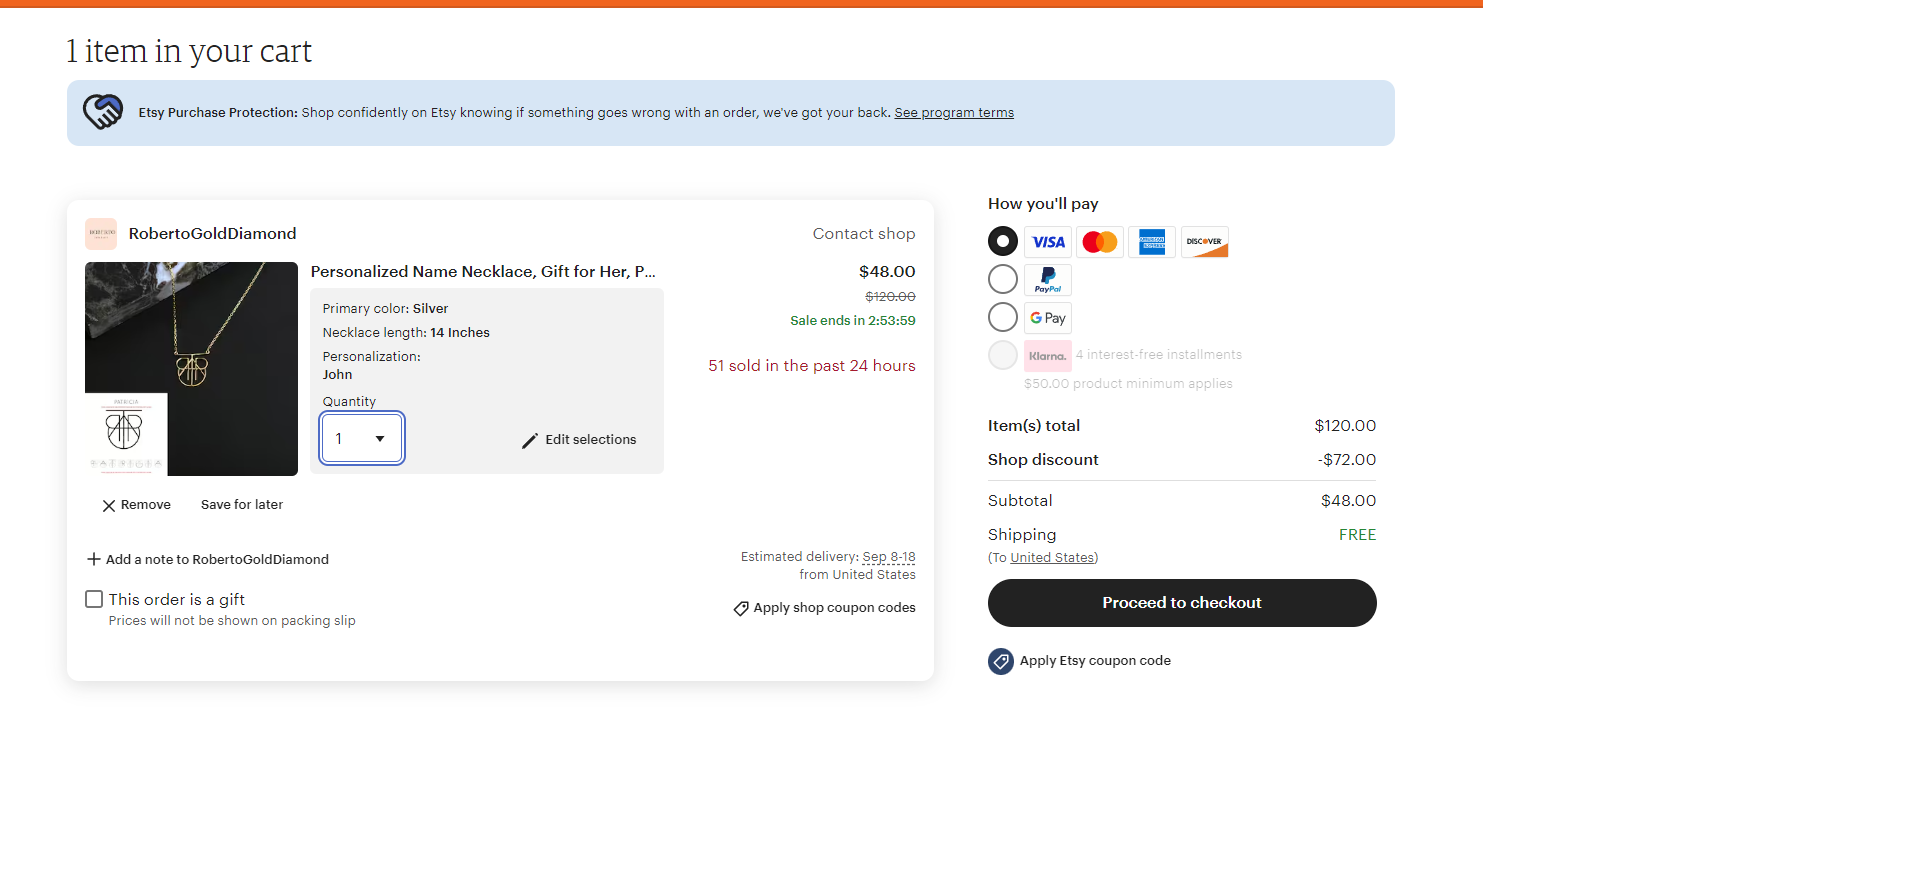 1 item in your cart
Etsy Purchase Protection: Shop confidently on Etsy knowing if something goes wrong with an order, we've got your back. See program terms
RobertoGoldDiamond
Contact shop
PATRICIA
Personalized Name Necklace, Gift for Her, P...
Primary color: Silver
Necklace length: 14 Inches
Personalization:
John
Quantity
1
Edit selections
$48.00
$120.00
Sale ends in 2:53:59
51 sold in the past 24 hours
Remove
Save for later
Add a note to RobertoGoldDiamond
This order is a gift
Prices will not be shown on packing slip
Estimated delivery: Sep 8-18
from United States
Apply shop coupon codes
How you'll pay
VISA
AMERICAN EXPRESS
DISCOVER
PayPal
G Pay
Klarna. 4 interest-free installments
$50.00 product minimum applies
Item(s) total $120.00
Shop discount -$72.00
Subtotal $48.00
Shipping FREE
(To United States)
Proceed to checkout
Apply Etsy coupon code